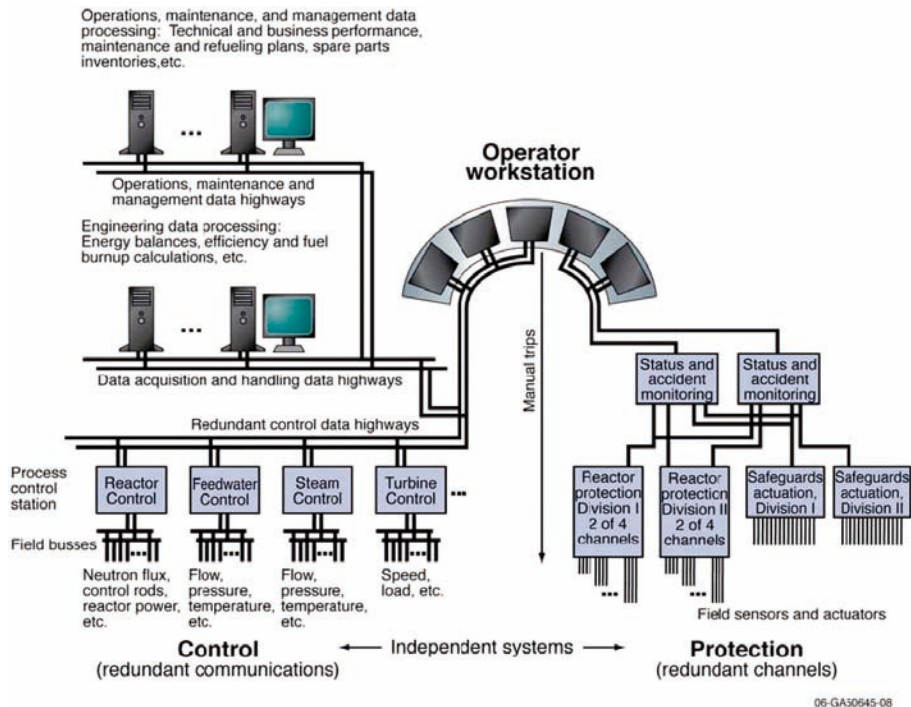 Operations, maintenance, and management data
processing: Technical and business performance,
maintenance and refueling plans, spare parts
inventories,etc.
Operations, maintenance and
management data highways
Engineering data processing:
Energy balances, efficiency and fuel
burnup calculations, etc.
Data acquisition and handling data highways
Redundant control data highways
Operator
workstation
Manual trips
Status and
accident
monitoring
Status and
accident
monitoring
Process
control
station
Reactor
Control
Feedwater
Control
Steam
Control
Turbine
Control
Reactor
protection
Division I
2 of 4
channels
Reactor
protection
Division II
2 of 4
channels
Safeguards
actuation,
Division I
Safeguards
actuation,
Division II
Field busses
Neutron flux,
control rods,
reactor power,
etc.
Flow,
pressure,
temperature,
etc.
Flow,
pressure,
temperature,
etc.
Speed,
load, etc.
Field sensors and actuators
Control
(redundant communications)
Independent systems
Protection
(redundant channels)
06-GA50645-08